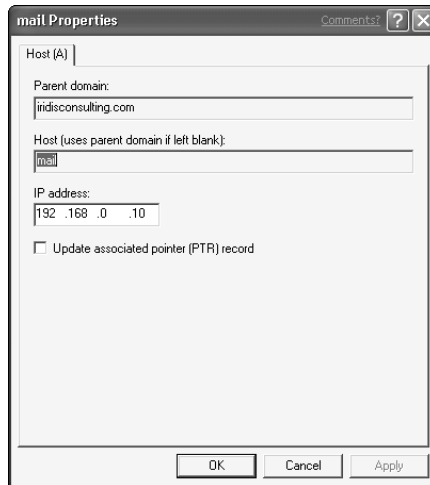 mail Properties
Comments?
Host (A)
Parent domain:
iridisconsulting.com
Host (uses parent domain if left blank):
mail
IP address:
192 .168 .0 .10
Update associated pointer (PTR) record
OK Cancel Apply